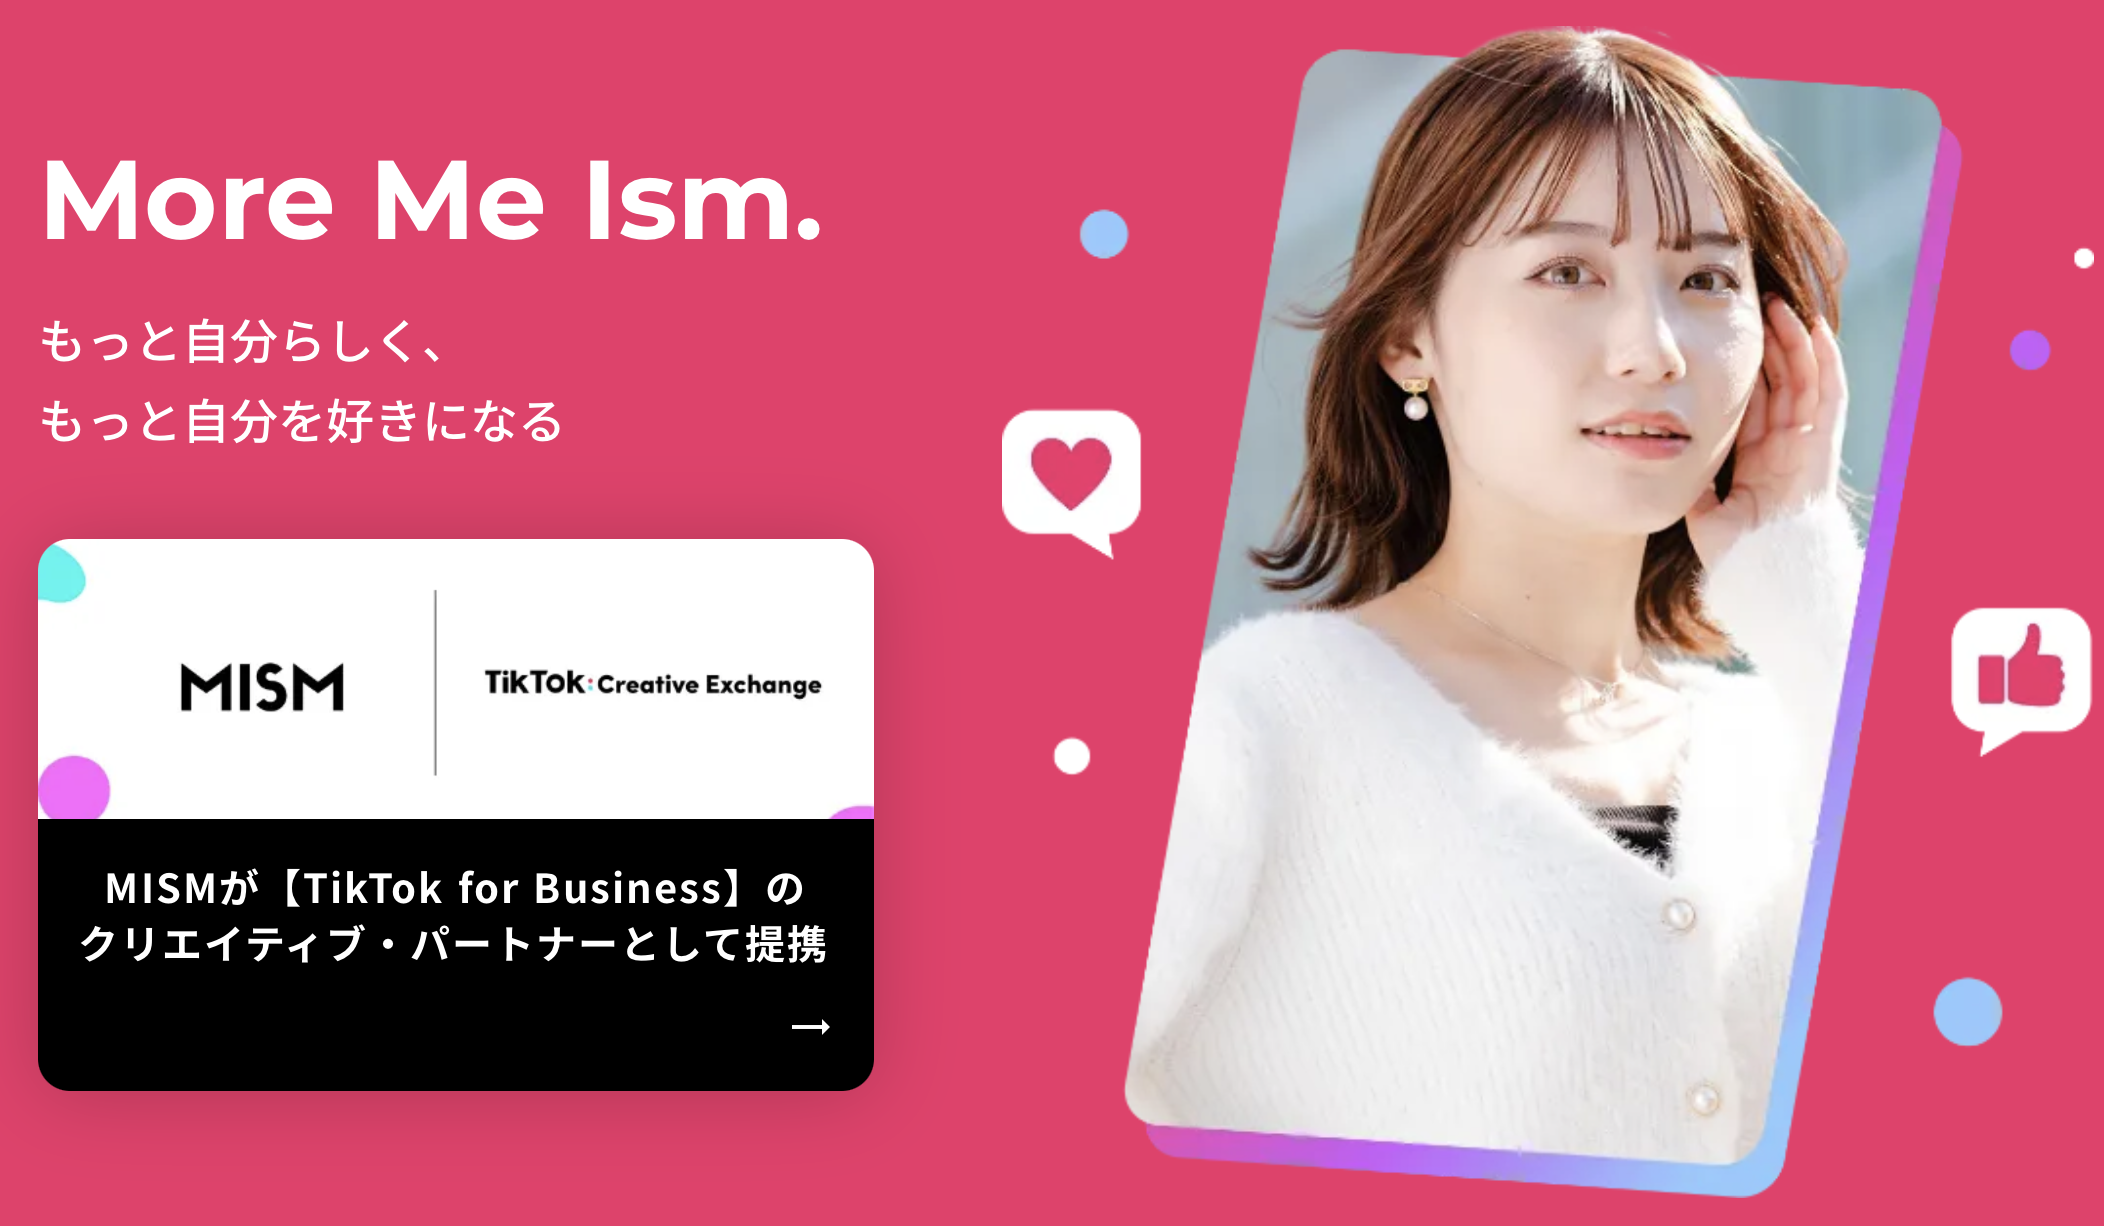 More Me Ism.
もっと自分らしく、
もっと自分を好きになる
MISM
TikTok: Creative Exchange
MISMが【TikTok for Business】の
クリエイティブ・パートナーとして提携